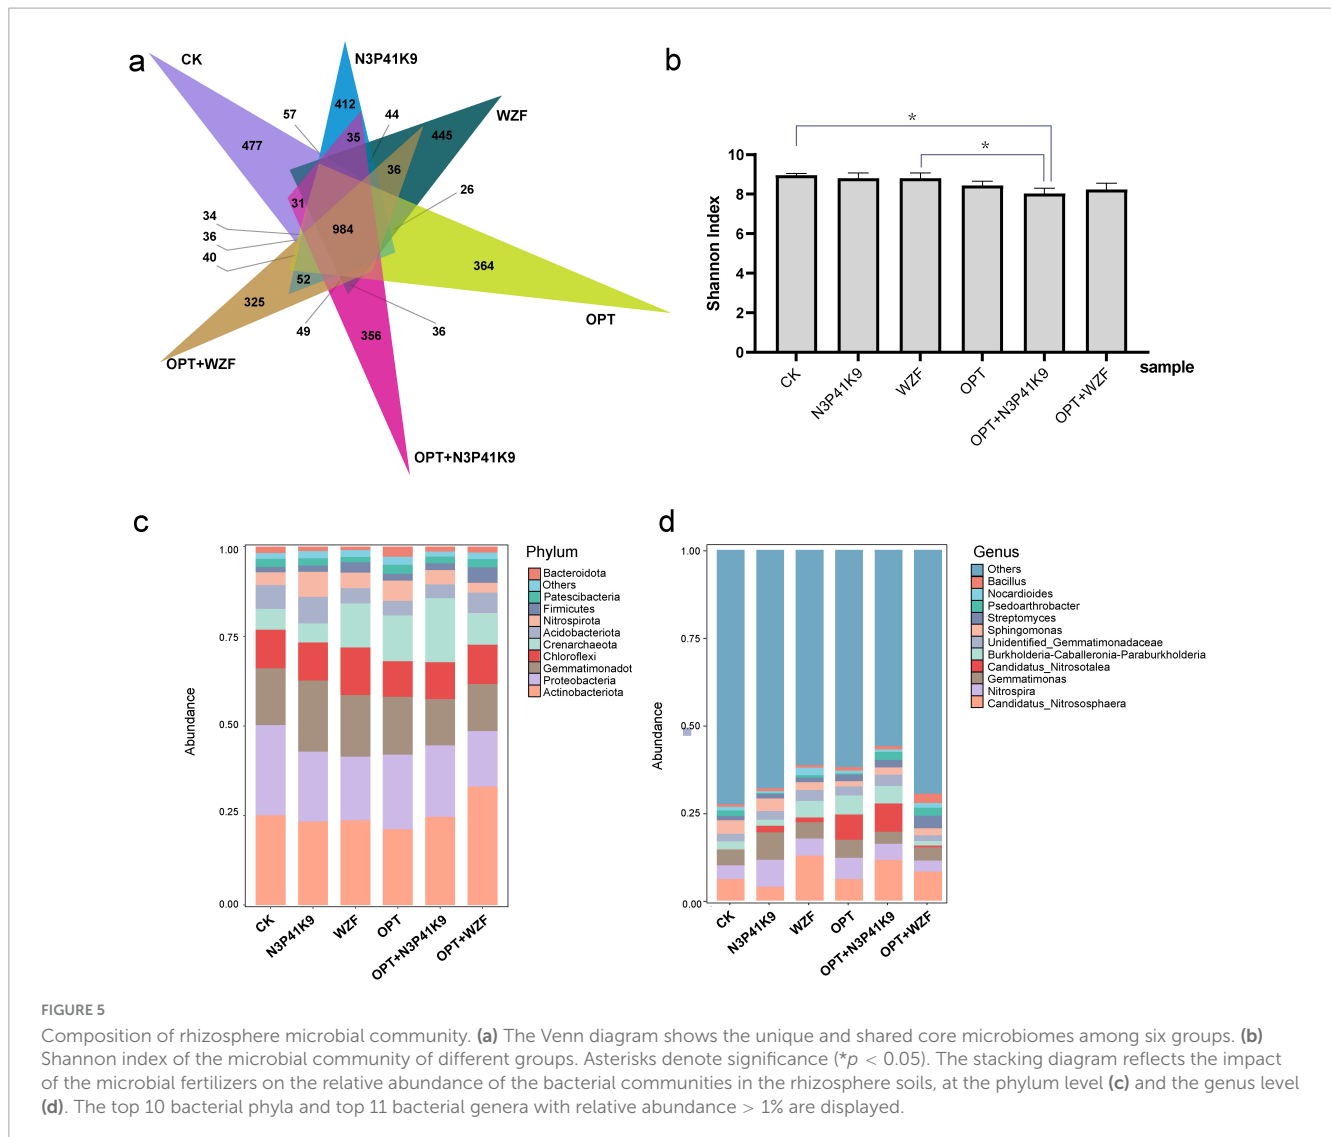 a
CK
N3P41K9
WZF
OPT
OPT+N3P41K9
OPT+WZF
477
412
445
364
356
325
57
44
35
36
26
31
984
34
36
40
52
49
36
b
Shannon Index
10
8
6
4
2
0
*
*
CK
N3P41K9
WZF
OPT
OPT+N3P41K9
OPT+WZF
sample
c
Abundance
1.00
0.75
0.50
0.25
0.00
CK
N3P41K9
WZF
OPT
OPT+N3P41K9
OPT+WZF
Phylum
Bacteroidota
Others
Patescibacteria
Firmicutes
Nitrospirota
Acidobacteriota
Crenarchaeota
Chloroflexi
Gemmatimonadot
Proteobacteria
Actinobacteriota
d
Abundance
1.00
0.75
0.50
0.25
0.00
CK
N3P41K9
WZF
OPT
OPT+N3P41K9
OPT+WZF
Genus
Others
Bacillus
Nocardioides
Psedoarthrobacter
Streptomyces
Sphingomonas
Unidentified_Gemmatimonadaceae
Burkholderia-Caballeronia-Paraburkholderia
Candidatus_Nitrosotalea
Gemmatimonas
Nitrospira
Candidatus_Nitrososphaera
FIGURE 5
Composition of rhizosphere microbial community. (a) The Venn diagram shows the unique and shared core microbiomes among six groups. (b)
Shannon index of the microbial community of different groups. Asterisks denote significance (*p < 0.05). The stacking diagram reflects the impact
of the microbial fertilizers on the relative abundance of the bacterial communities in the rhizosphere soils, at the phylum level (c) and the genus level
(d). The top 10 bacterial phyla and top 11 bacterial genera with relative abundance > 1% are displayed.